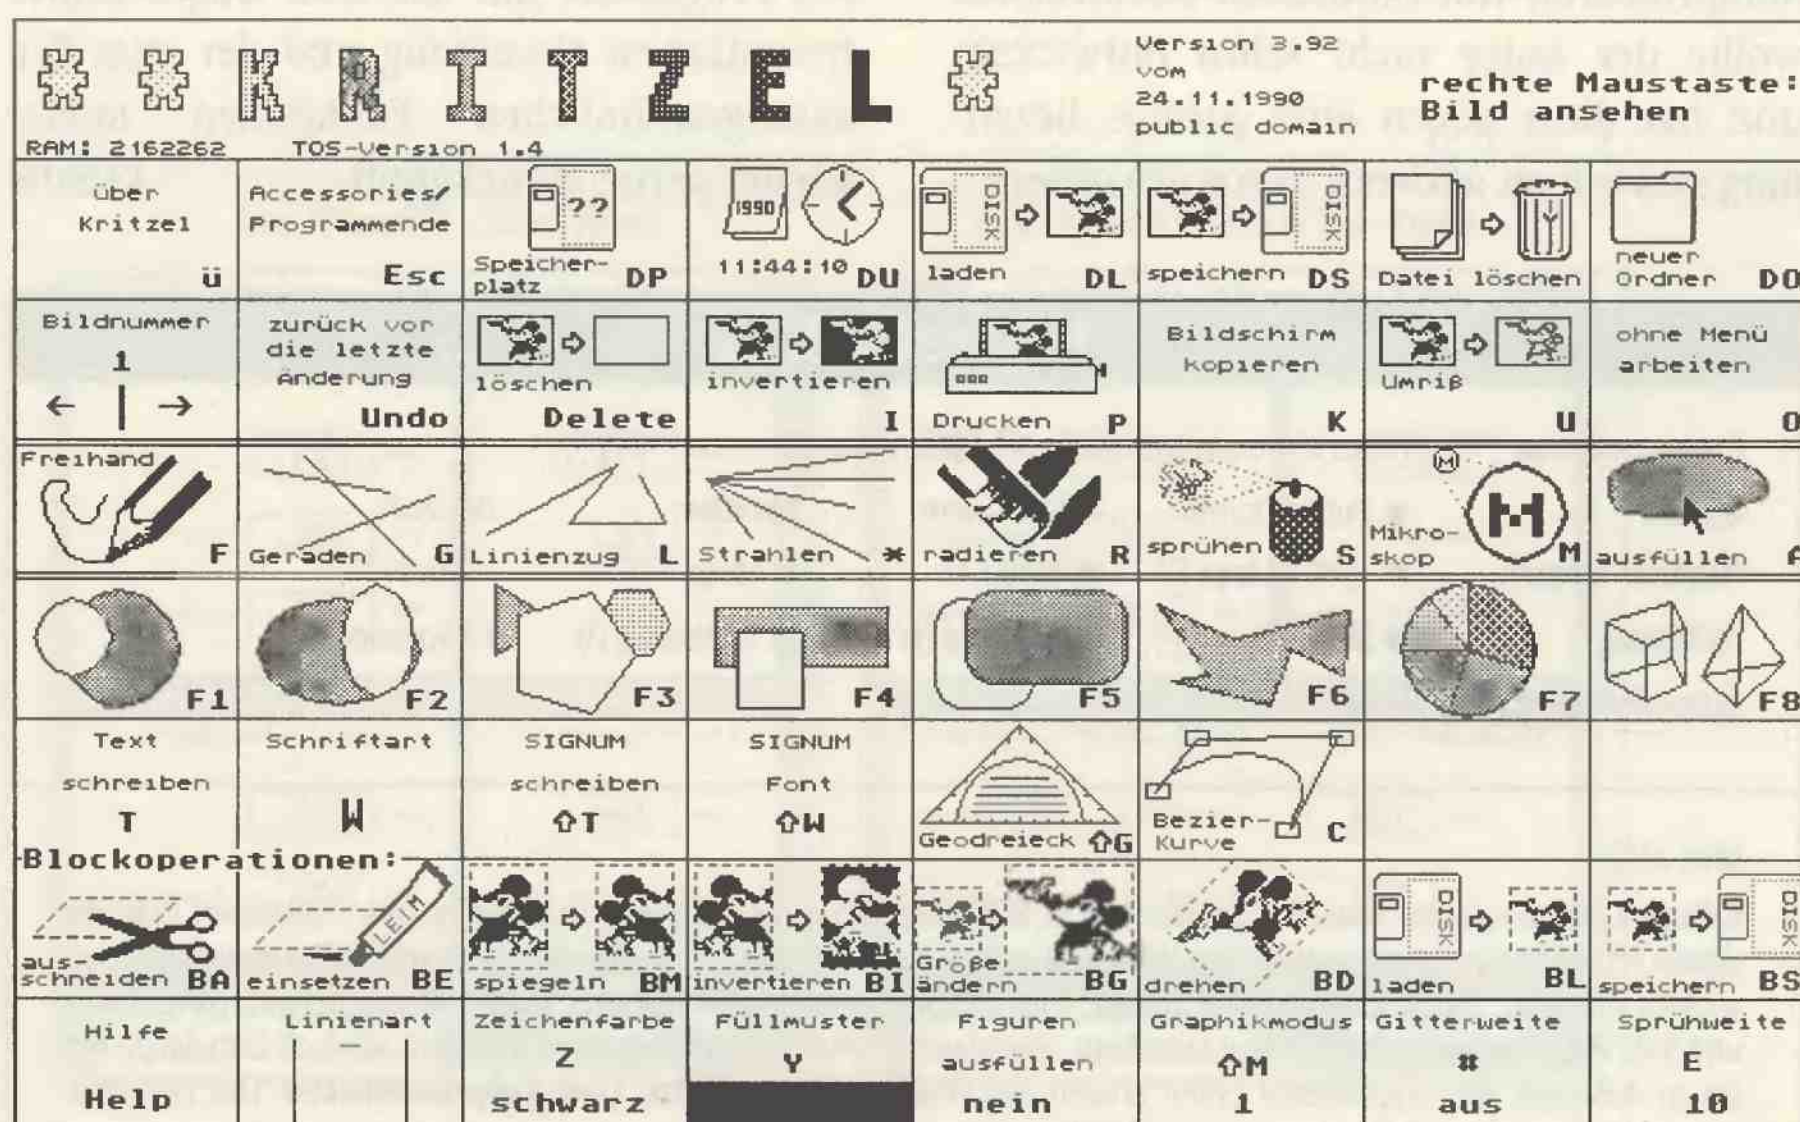 KRITZEL
Version 3.92
vom
24.11.1990
public domain
rechte Maustaste:
Bild ansehen
RAM: 2162262 TOS-Version 1.4
über
Kritzel
ü
Accessories/
Programmende
Esc
??
Speicher-
platz DP
1990
11:44:10 DU
DISK
laden DL
DISK
speichern DS
Datei löschen
neuer
Ordner DO
Bildnummer
1
← | →
zurück vor
die letzte
Änderung
Undo
löschen
Delete
invertieren
I
Drucken P
Bildschirm
kopieren
K
Umriß
U
ohne Menü
arbeiten
O
Freihand
F
Geraden G
Linienzug L
Strahlen *
radieren R
sprühen S
M
M
Mikro-
skop M
ausfüllen A
F1
F2
F3
F4
F5
F6
F7
F8
Text
schreiben
T
Schriftart
W
SIGNUM
schreiben
⇧T
SIGNUM
Font
⇧W
Geodreieck ⇧G
Bezier-
Kurve C
Blockoperationen:
aus-
schneiden BA
LEIM
einsetzen BE
spiegeln BM
invertieren BI
Größe
ändern BG
drehen BD
DISK
laden BL
DISK
speichern BS
Hilfe
Help
Linienart
_
Zeichenfarbe
Z
schwarz
Füllmuster
Y
Figuren
ausfüllen
nein
Graphikmodus
⇧M
1
Gitterweite
#
aus
Sprühweite
E
10